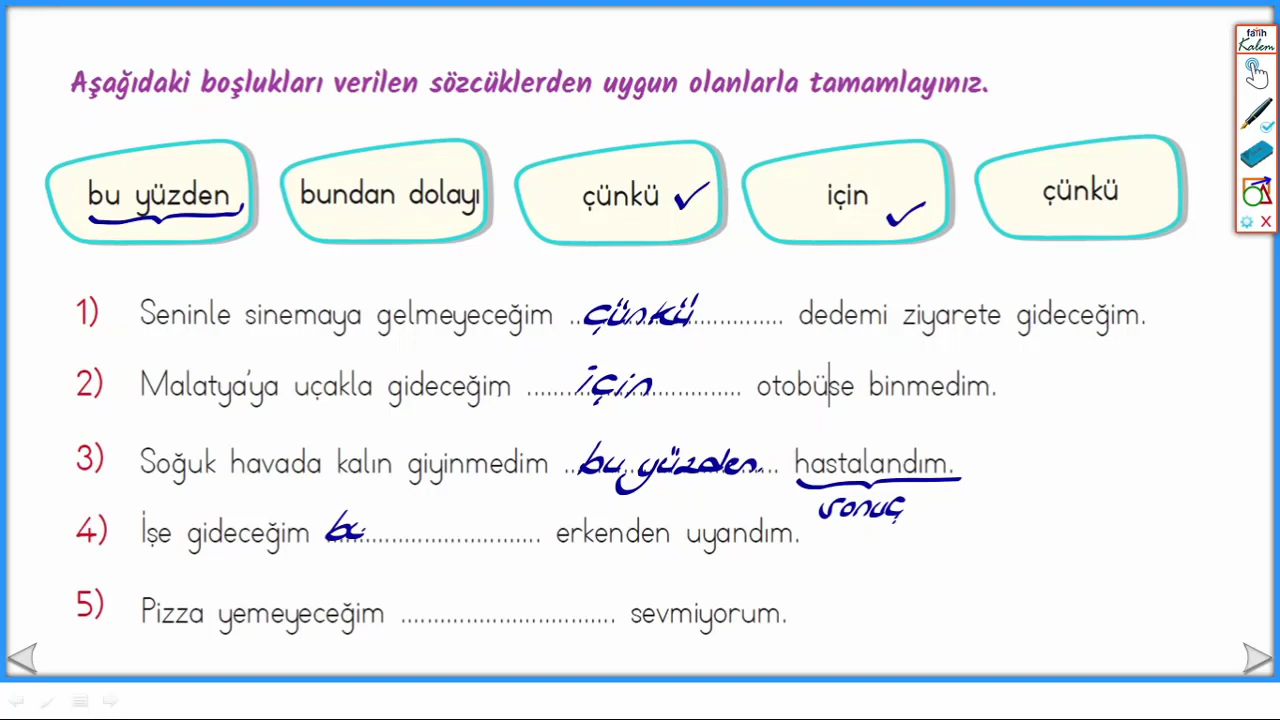 fatih
Kalem
Aşağıdaki boşlukları verilen sözcüklerden uygun olanlarla tamamlayınız.
bu yüzden bundan dolayı çünkü için çünkü
1) Seninle sinemaya gelmeyeceğim ..çünkü........... dedemi ziyarete gideceğim.
2) Malatya'ya uçakla gideceğim ......için........... otobüse binmedim.
3) Soğuk havada kalın giyinmedim ..bu yüzden... hastalandım.
sonuç
4) İşe gideceğim bu........................... erkenden uyandım.
5) Pizza yemeyeceğim ................................. sevmiyorum.